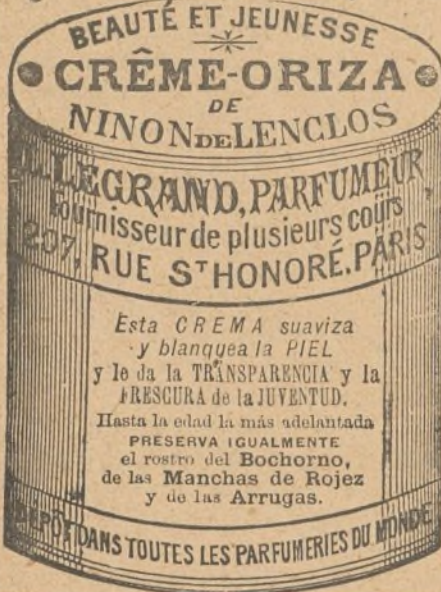 BEAUTÉ ET JEUNESSE
CRÊME-ORIZA
DE
NINON DE LENCLOS
L. LEGRAND, PARFUMEUR
Fournisseur de plusieurs cours
207, RUE ST HONORÉ, PARIS
Esta CREMA suaviza
y blanquea la PIEL
y le da la TRANSPARENCIA y la
FRESCURA de la JUVENTUD.
Hasta la edad la más adelantada
PRESERVA IGUALMENTE
el rostro del Bochorno,
de las Manchas de Rojez
y de las Arrugas.
DÉPÔT DANS TOUTES LES PARFUMERIES DU MONDE